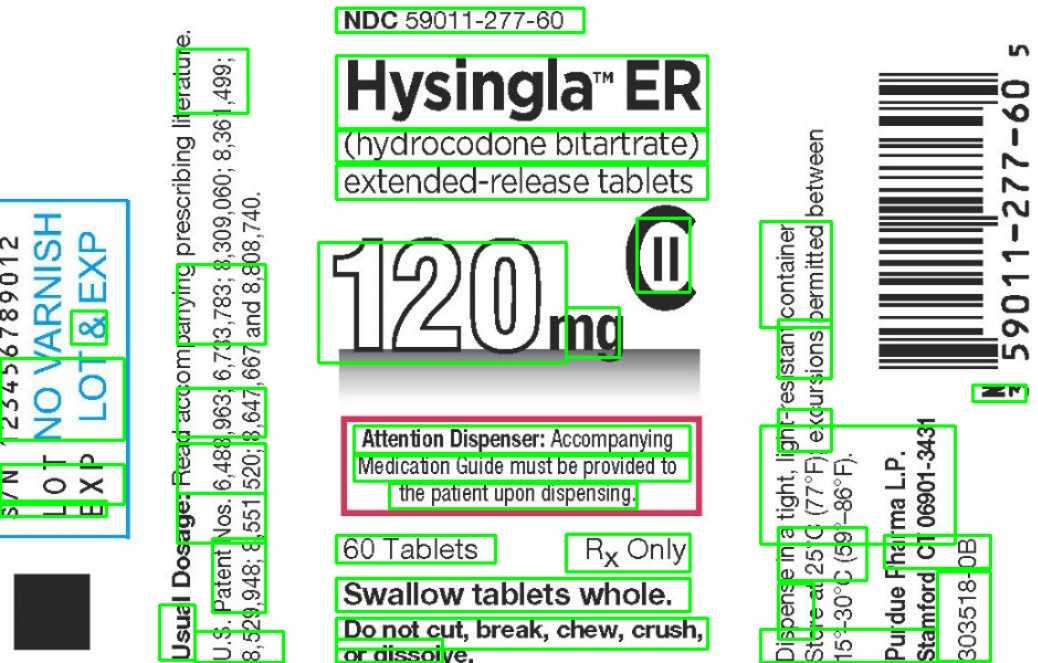 S/N 123456789012
LOT
EXP
NO VARNISH
LOT & EXP
Usual Dosage: Read accompanying prescribing literature.
U.S. Patent Nos. 6,488,963; 6,733,783; 8,309,060; 8,361,499;
8,529,948; 8,551,520; 8,647,667 and 8,808,740.
NDC 59011-277-60
Hysingla™ ER
(hydrocodone bitartrate)
extended-release tablets
CII
120 mg
Attention Dispenser: Accompanying
Medication Guide must be provided to
the patient upon dispensing.
60 Tablets
Rx Only
Swallow tablets whole.
Do not cut, break, chew, crush,
or dissolve.
Dispense in a tight, light-resistant container
Store at 25°C (77°F); excursions permitted between
15°–30°C (59°–86°F).
Purdue Pharma L.P.
Stamford CT 06901-3431
303518-0B
N
3
59011-277-60 5